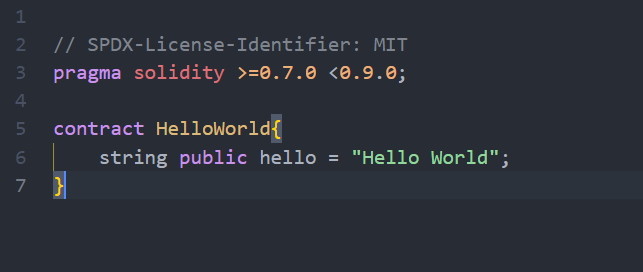 1
2 // SPDX-License-Identifier: MIT
3 pragma solidity >=0.7.0 <0.9.0;
4
5 contract HelloWorld{
6     string public hello = "Hello World";
7 }